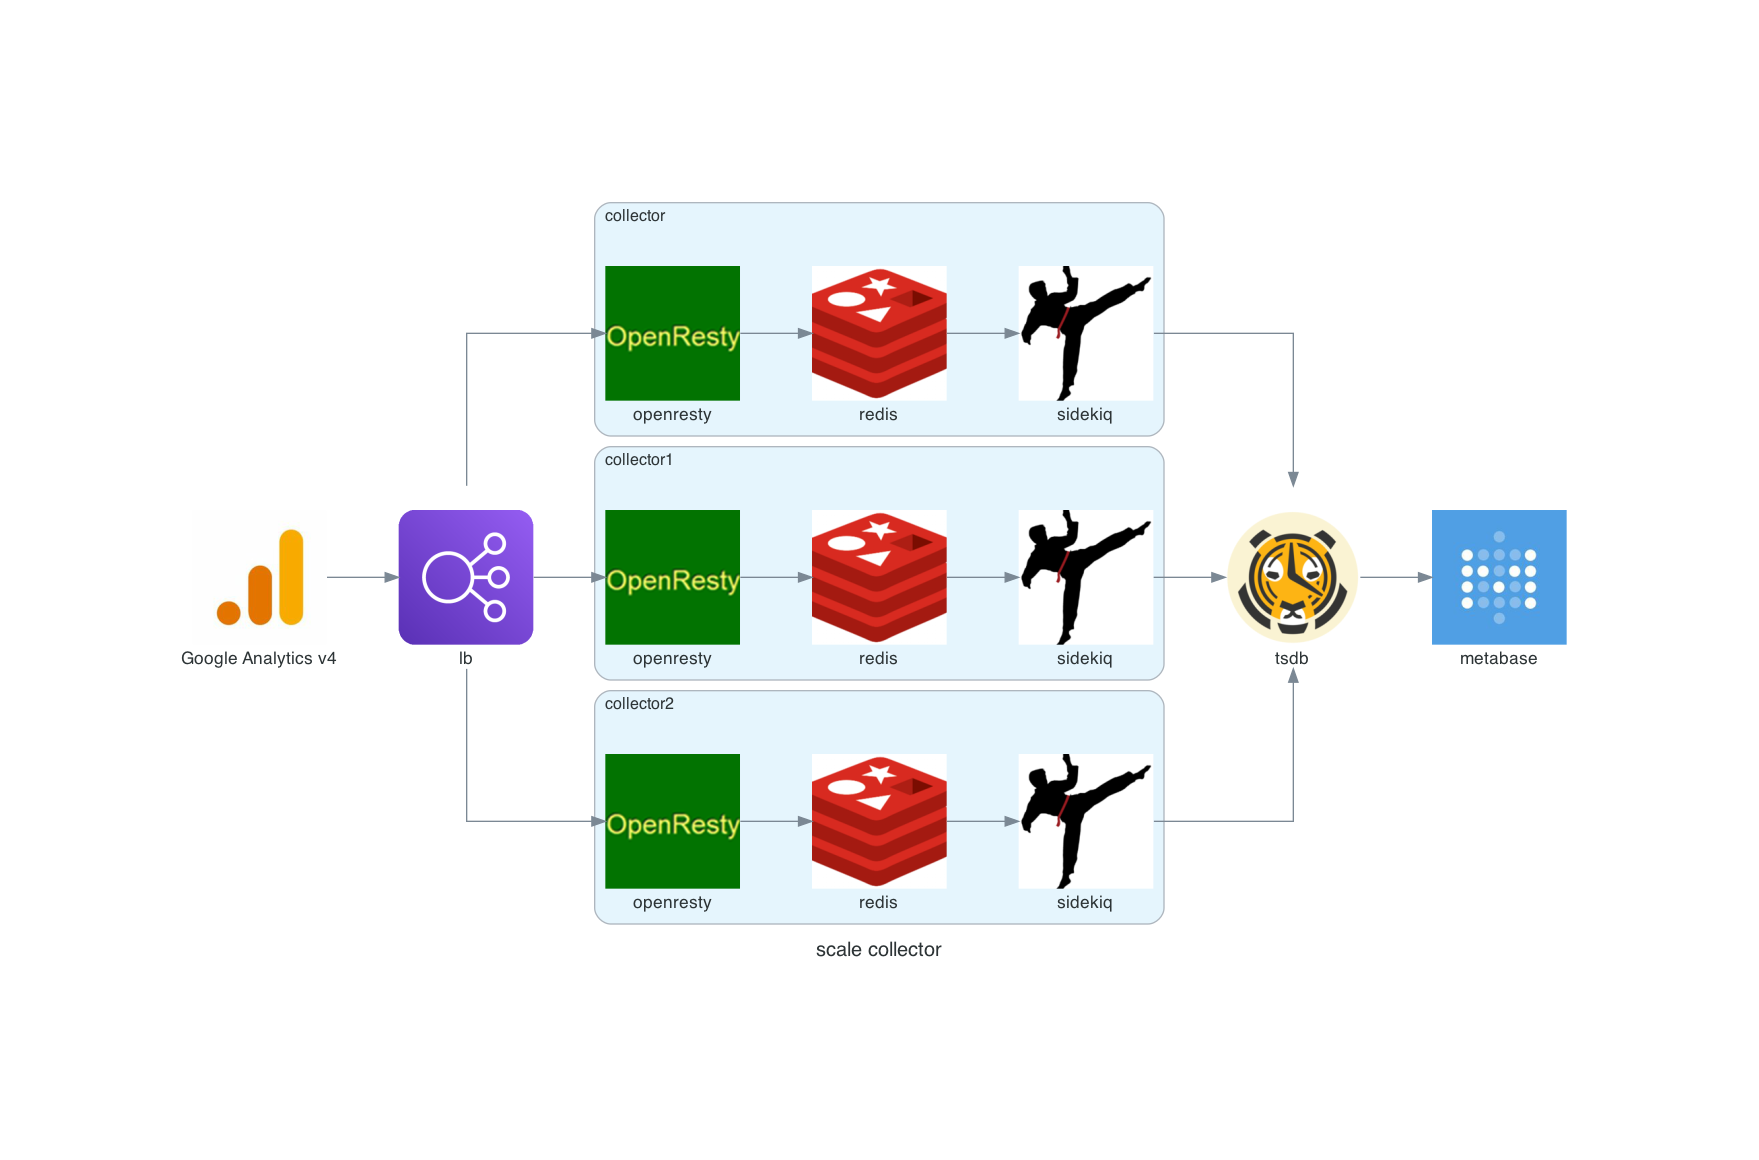 collector
OpenResty
openresty
redis
sidekiq
collector1
OpenResty
Google Analytics v4
lb
openresty
redis
sidekiq
tsdb
metabase
collector2
OpenResty
openresty
redis
sidekiq
scale collector